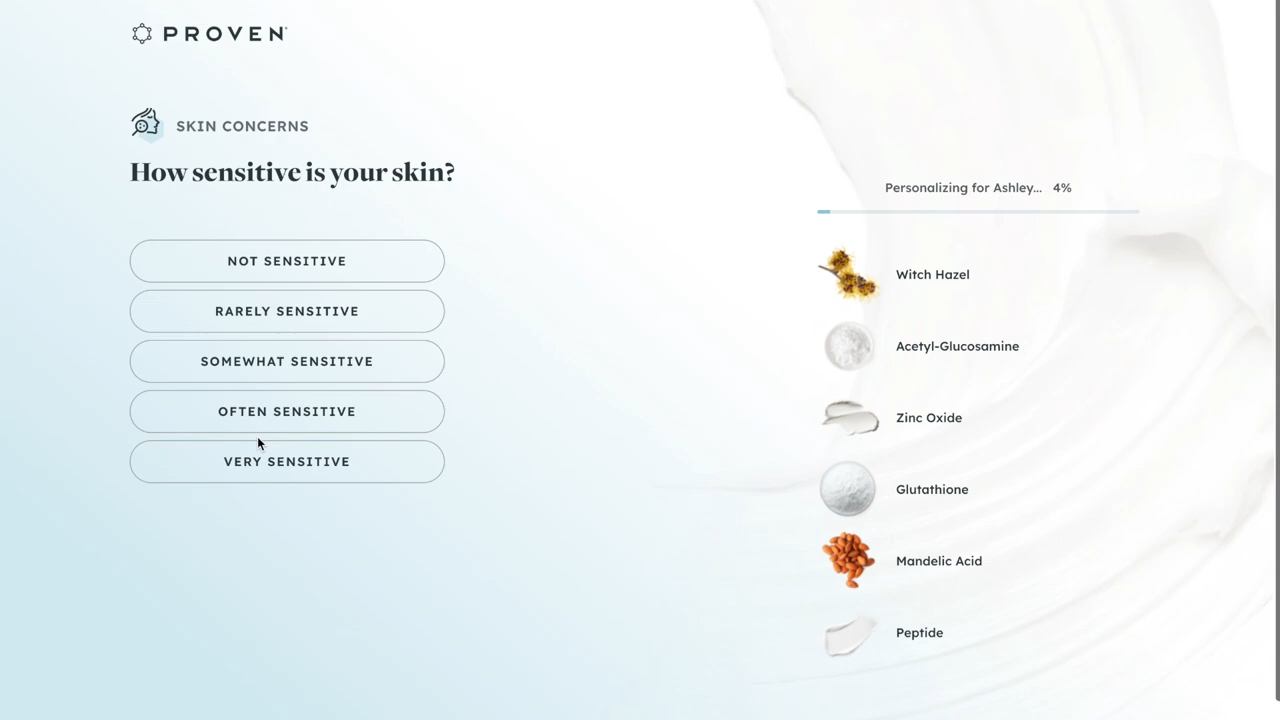 PROVEN
SKIN CONCERNS
How sensitive is your skin?
NOT SENSITIVE
RARELY SENSITIVE
SOMEWHAT SENSITIVE
OFTEN SENSITIVE
VERY SENSITIVE
Personalizing for Ashley... 4%
Witch Hazel
Acetyl-Glucosamine
Zinc Oxide
Glutathione
Mandelic Acid
Peptide